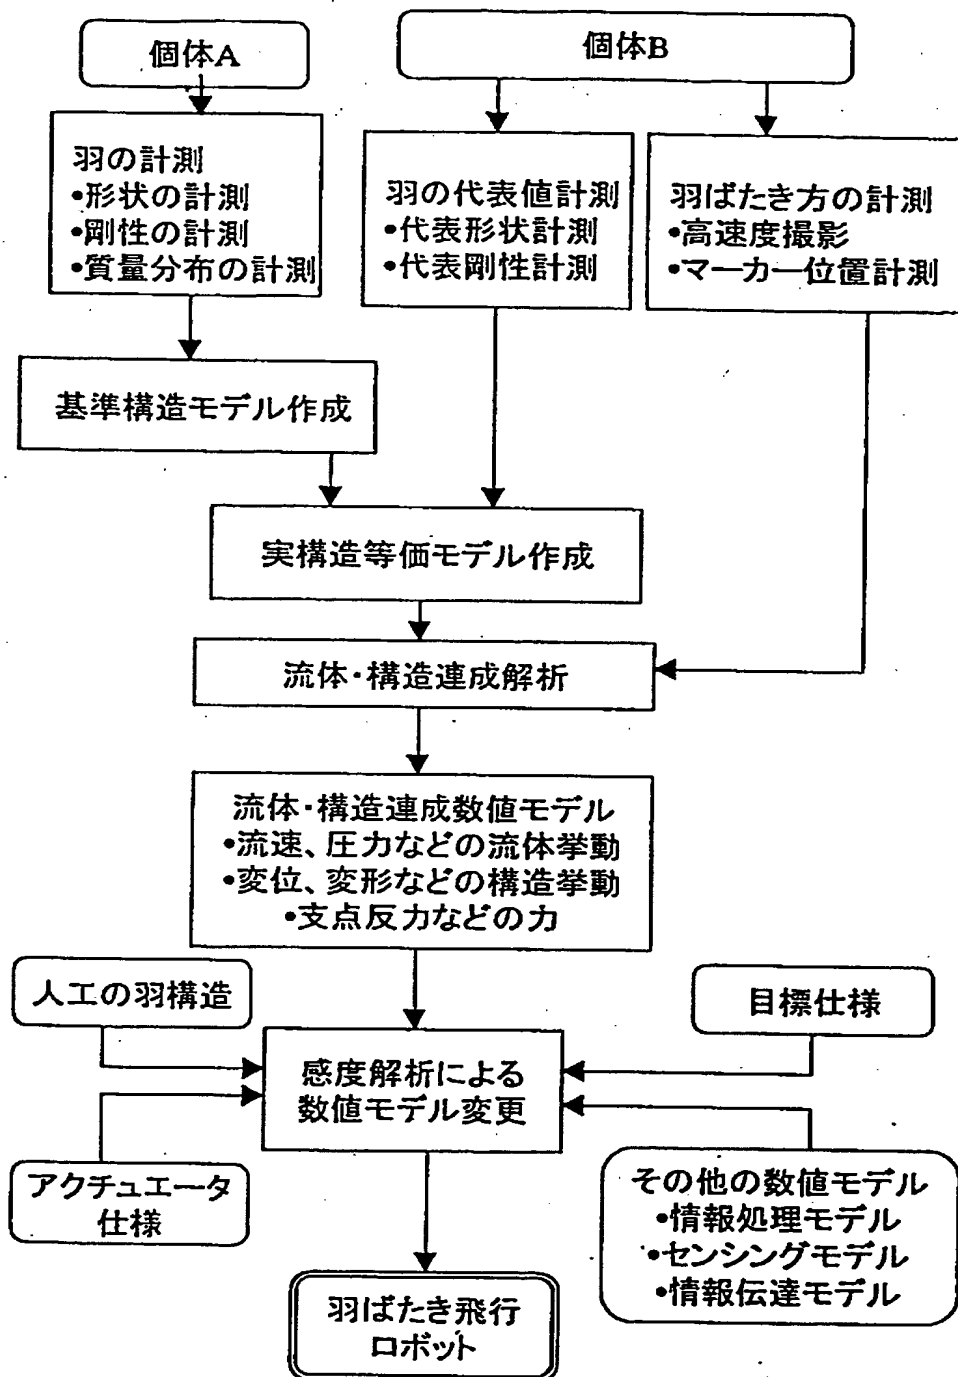 個体A
個体B
羽の計測
•形状の計測
•剛性の計測
•質量分布の計測
羽の代表値計測
•代表形状計測
•代表剛性計測
羽ばたき方の計測
•高速度撮影
•マーカー位置計測
基準構造モデル作成
実構造等価モデル作成
流体・構造連成解析
流体・構造連成数値モデル
•流速、圧力などの流体挙動
•変位、変形などの構造挙動
•支点反力などの力
人工の羽構造
目標仕様
感度解析による
数値モデル変更
アクチュエータ
仕様
その他の数値モデル
•情報処理モデル
•センシングモデル
•情報伝達モデル
羽ばたき飛行
ロボット